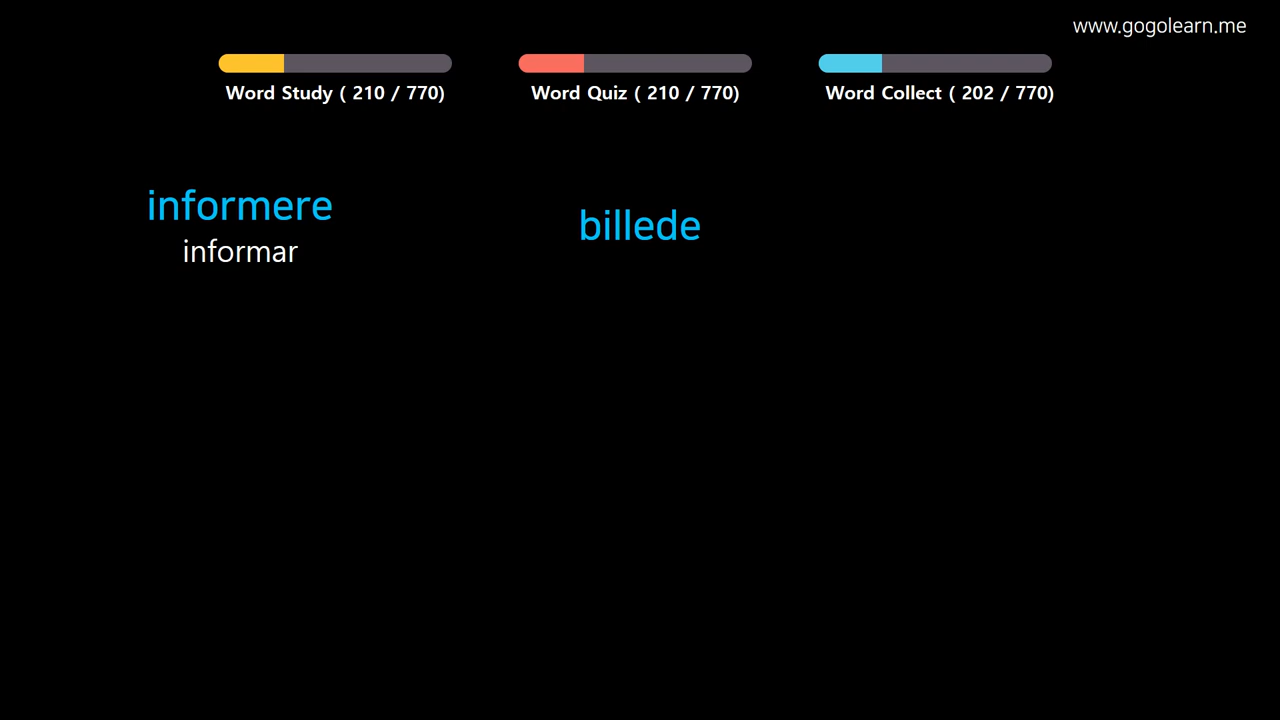 www.gogolearn.me
Word Study ( 210 / 770)
Word Quiz ( 210 / 770)
Word Collect ( 202 / 770)
informere
informar
billede